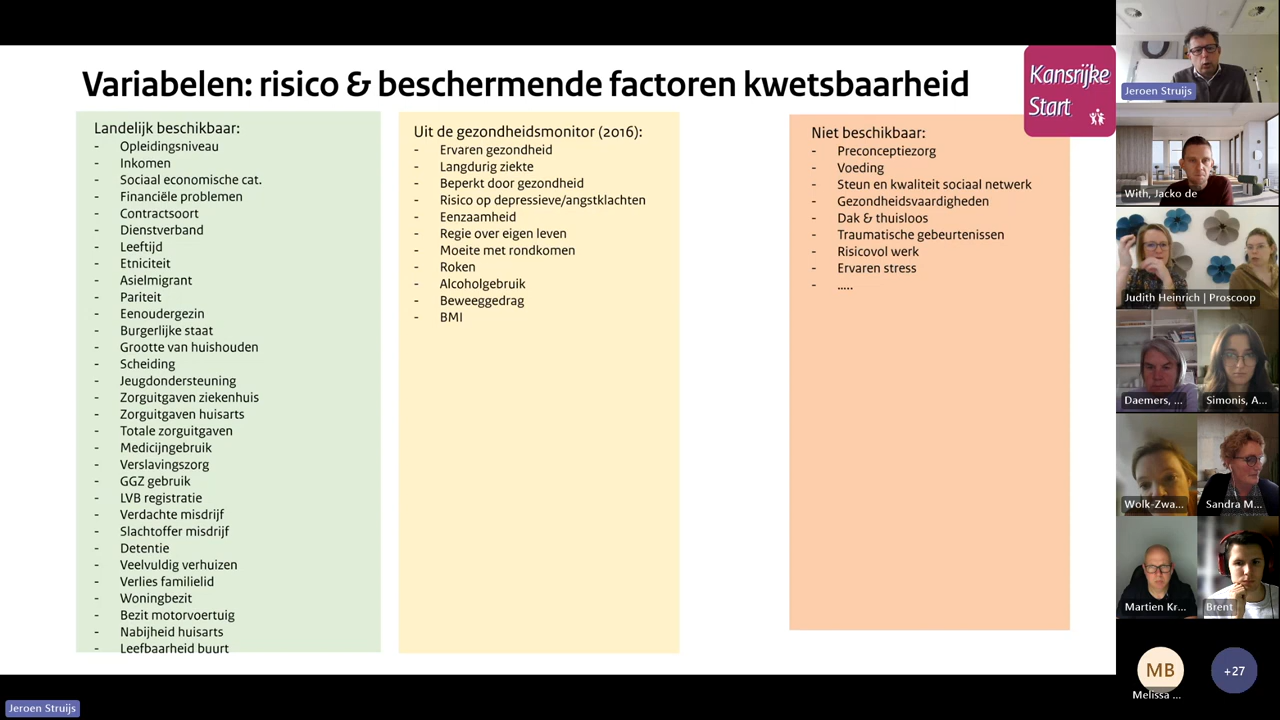 Variabelen: risico & beschermende factoren kwetsbaarheid
Kansrijke
Start
Landelijk beschikbaar:
- Opleidingsniveau
- Inkomen
- Sociaal economische cat.
- Financiële problemen
- Contractsoort
- Dienstverband
- Leeftijd
- Etniciteit
- Asielmigrant
- Pariteit
- Eenoudergezin
- Burgerlijke staat
- Grootte van huishouden
- Scheiding
- Jeugdondersteuning
- Zorguitgaven ziekenhuis
- Zorguitgaven huisarts
- Totale zorguitgaven
- Medicijngebruik
- Verslavingszorg
- GGZ gebruik
- LVB registratie
- Verdachte misdrijf
- Slachtoffer misdrijf
- Detentie
- Veelvuldig verhuizen
- Verlies familielid
- Woningbezit
- Bezit motorvoertuig
- Nabijheid huisarts
- Leefbaarheid buurt
Uit de gezondheidsmonitor (2016):
- Ervaren gezondheid
- Langdurig ziekte
- Beperkt door gezondheid
- Risico op depressieve/angstklachten
- Eenzaamheid
- Regie over eigen leven
- Moeite met rondkomen
- Roken
- Alcoholgebruik
- Beweeggedrag
- BMI
Niet beschikbaar:
- Preconceptiezorg
- Voeding
- Steun en kwaliteit sociaal netwerk
- Gezondheidsvaardigheden
- Dak & thuisloos
- Traumatische gebeurtenissen
- Risicovol werk
- Ervaren stress
- .....
Jeroen Struijs
With, Jacko de
Judith Heinrich | Proscoop
Daemers, ...
Simonis, A...
Wolk-Zwa...
Sandra M...
Martien Kr...
Brent
MB
Melissa ...
+27
Jeroen Struijs